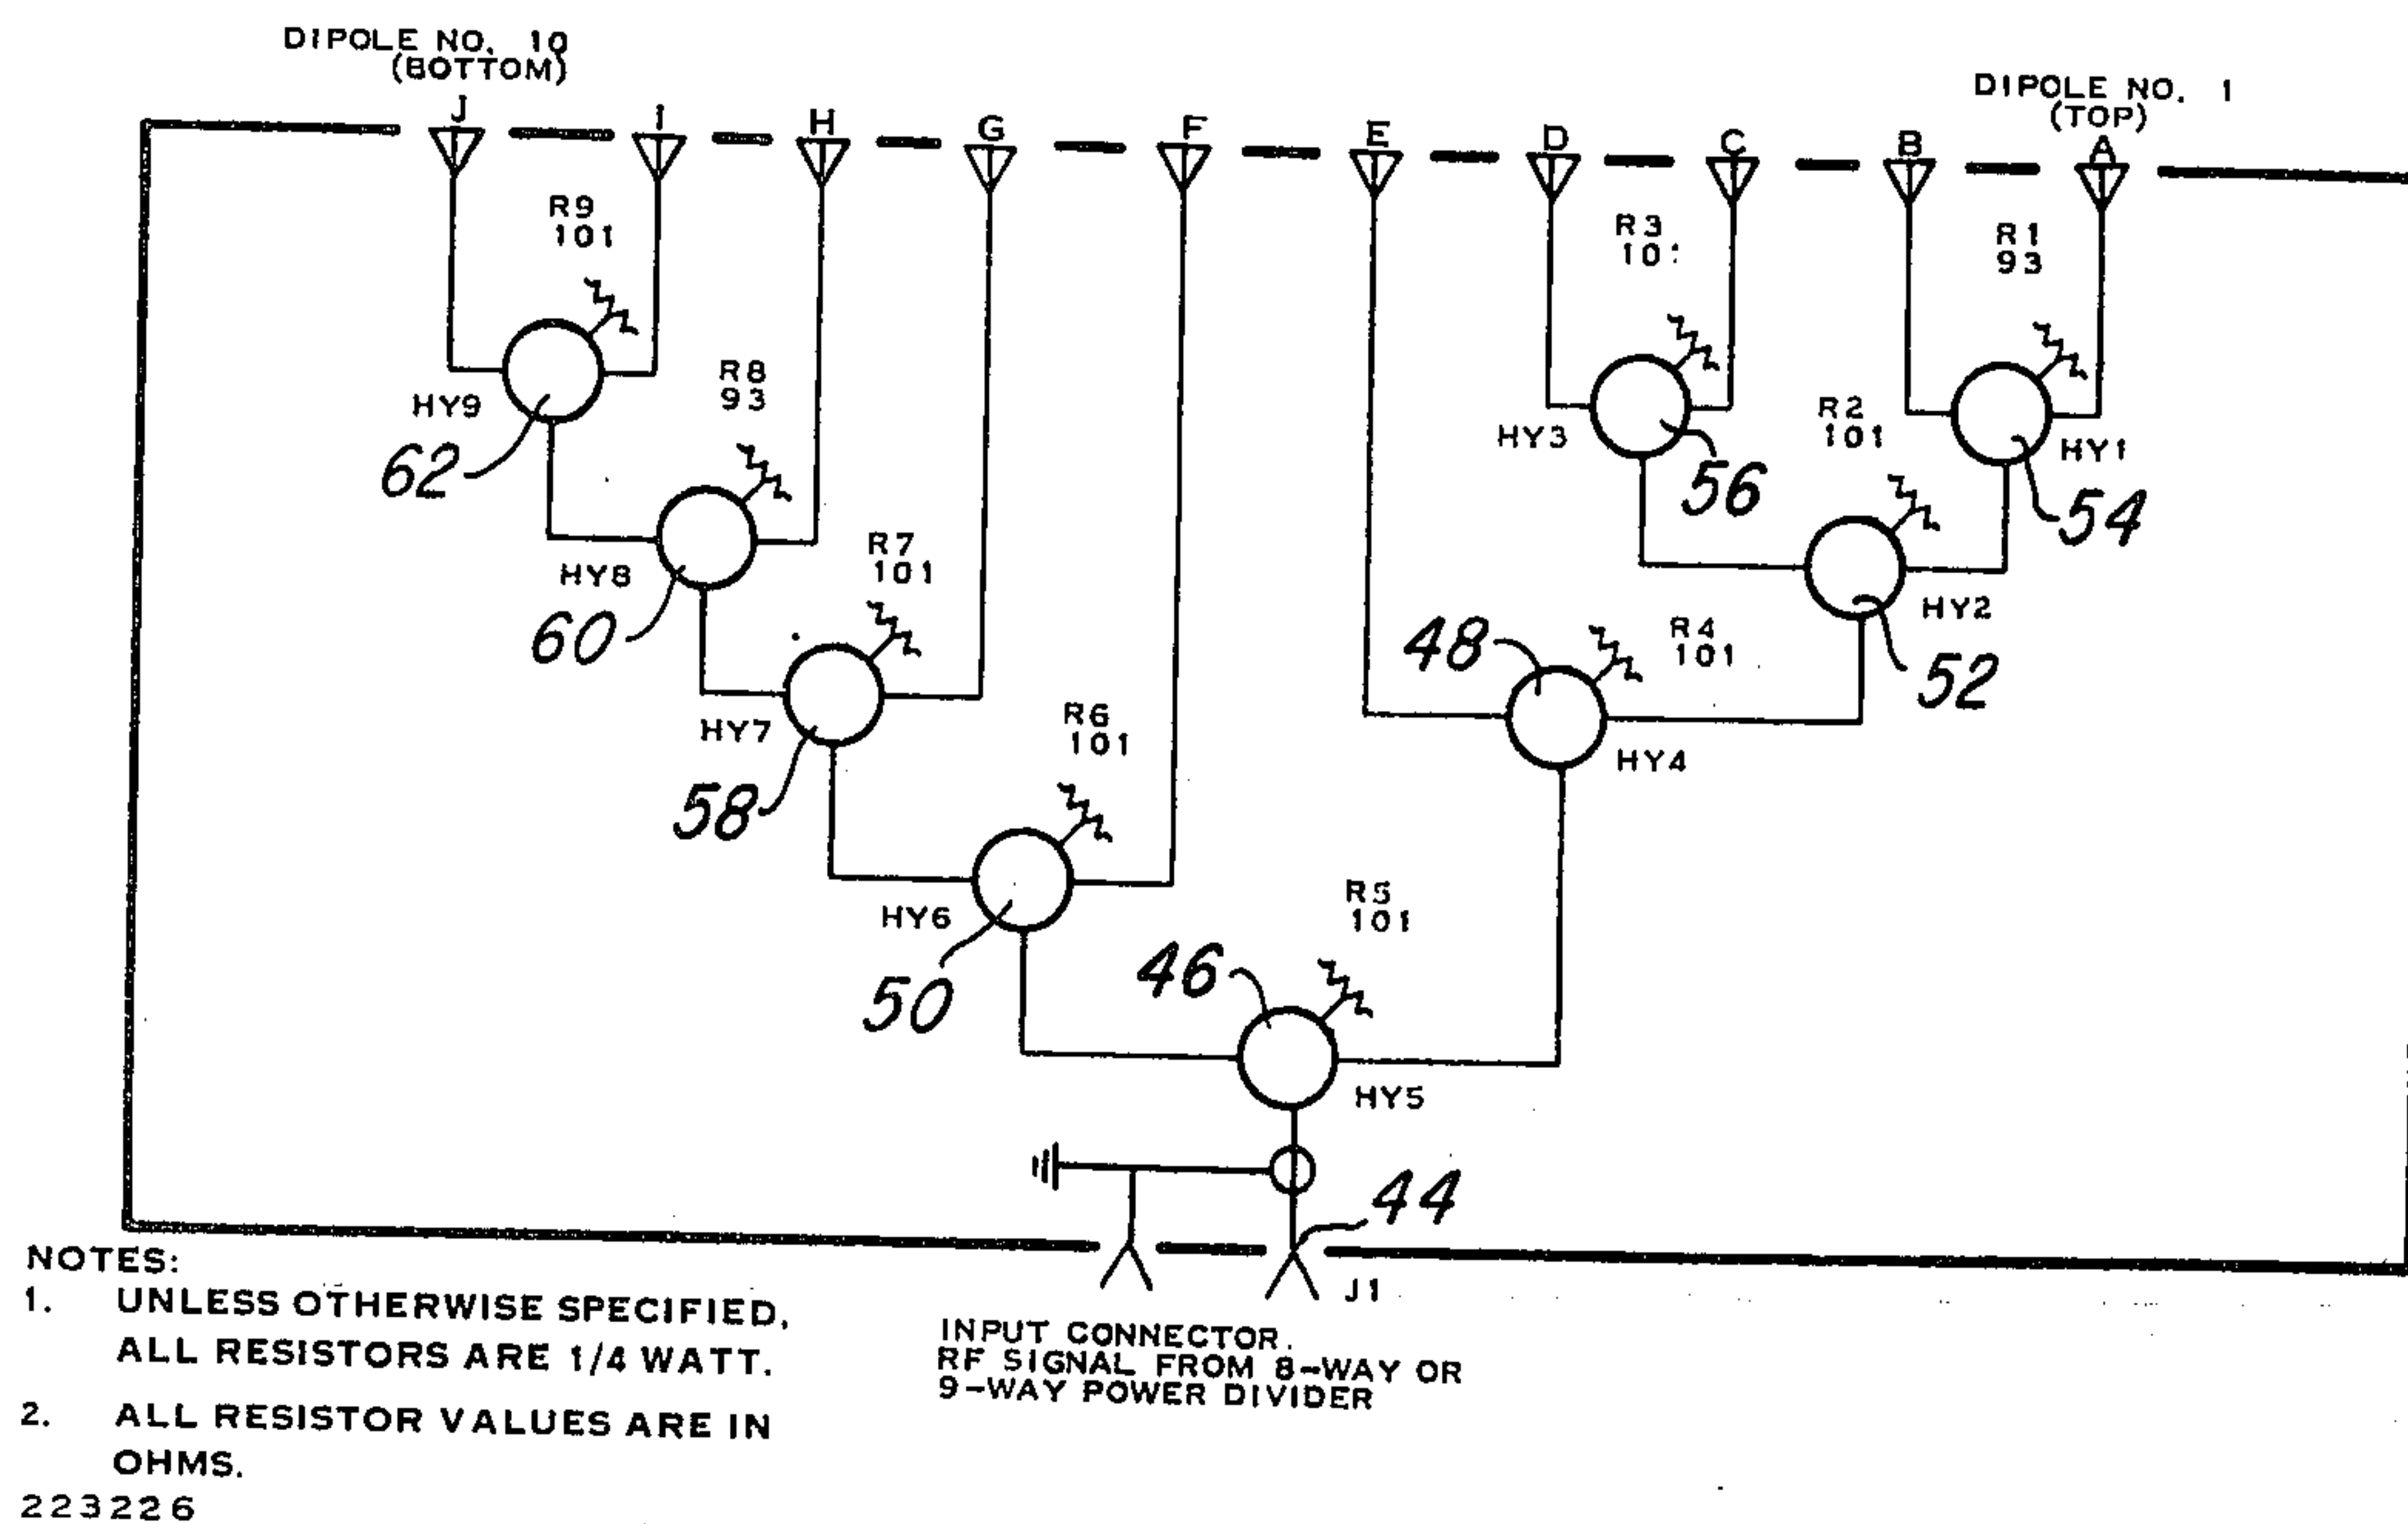 DIPOLE NO. 10
(BOTTOM)
DIPOLE NO. 1
(TOP)
J
I
H
G
F
E
D
C
B
A
R9
101
R3
10
R1
93
R8
93
R2
101
HY9
HY3
HY1
62
56
54
R7
101
HY8
HY2
60
48
R4
101
52
R6
101
HY7
HY4
58
R5
101
HY6
46
50
HY5
44
J1
NOTES:
1. UNLESS OTHERWISE SPECIFIED,
ALL RESISTORS ARE 1/4 WATT.
2. ALL RESISTOR VALUES ARE IN
OHMS.
223226
INPUT CONNECTOR.
RF SIGNAL FROM 8-WAY OR
9-WAY POWER DIVIDER